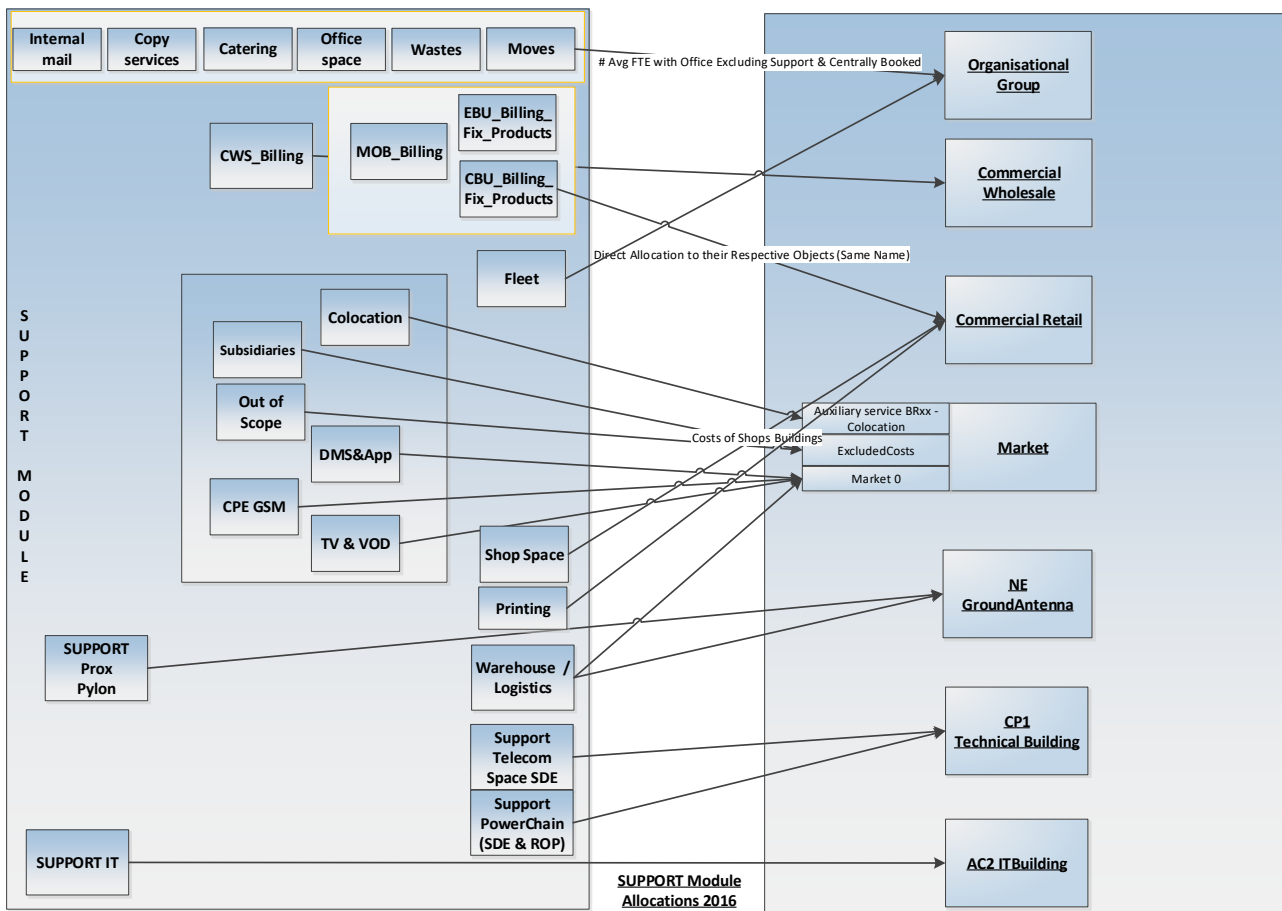 Internal
mail
Copy
services
Catering
Office
space
Wastes
Moves
# Avg FTE with Office Excluding Support & Centrally Booked
Organisational
Group
CWS_Billing
MOB_Billing
EBU_Billing_
Fix_Products
CBU_Billing_
Fix_Products
Commercial
Wholesale
Fleet
Direct Allocation to their Respective Objects (Same Name)
Colocation
Subsidiaries
Out of
Scope
DMS&App
CPE GSM
TV & VOD
Commercial Retail
Auxiliary service BRxx -
Colocation
Costs of Shops Buildings
ExcludedCosts
Market 0
Market
S
U
P
P
O
R
T
M
O
D
U
L
E
Shop Space
Printing
NE
GroundAntenna
SUPPORT
Prox
Pylon
Warehouse /
Logistics
Support
Telecom
Space SDE
Support
PowerChain
(SDE & ROP)
CP1
Technical Building
SUPPORT IT
AC2 ITBuilding
SUPPORT Module
Allocations 2016